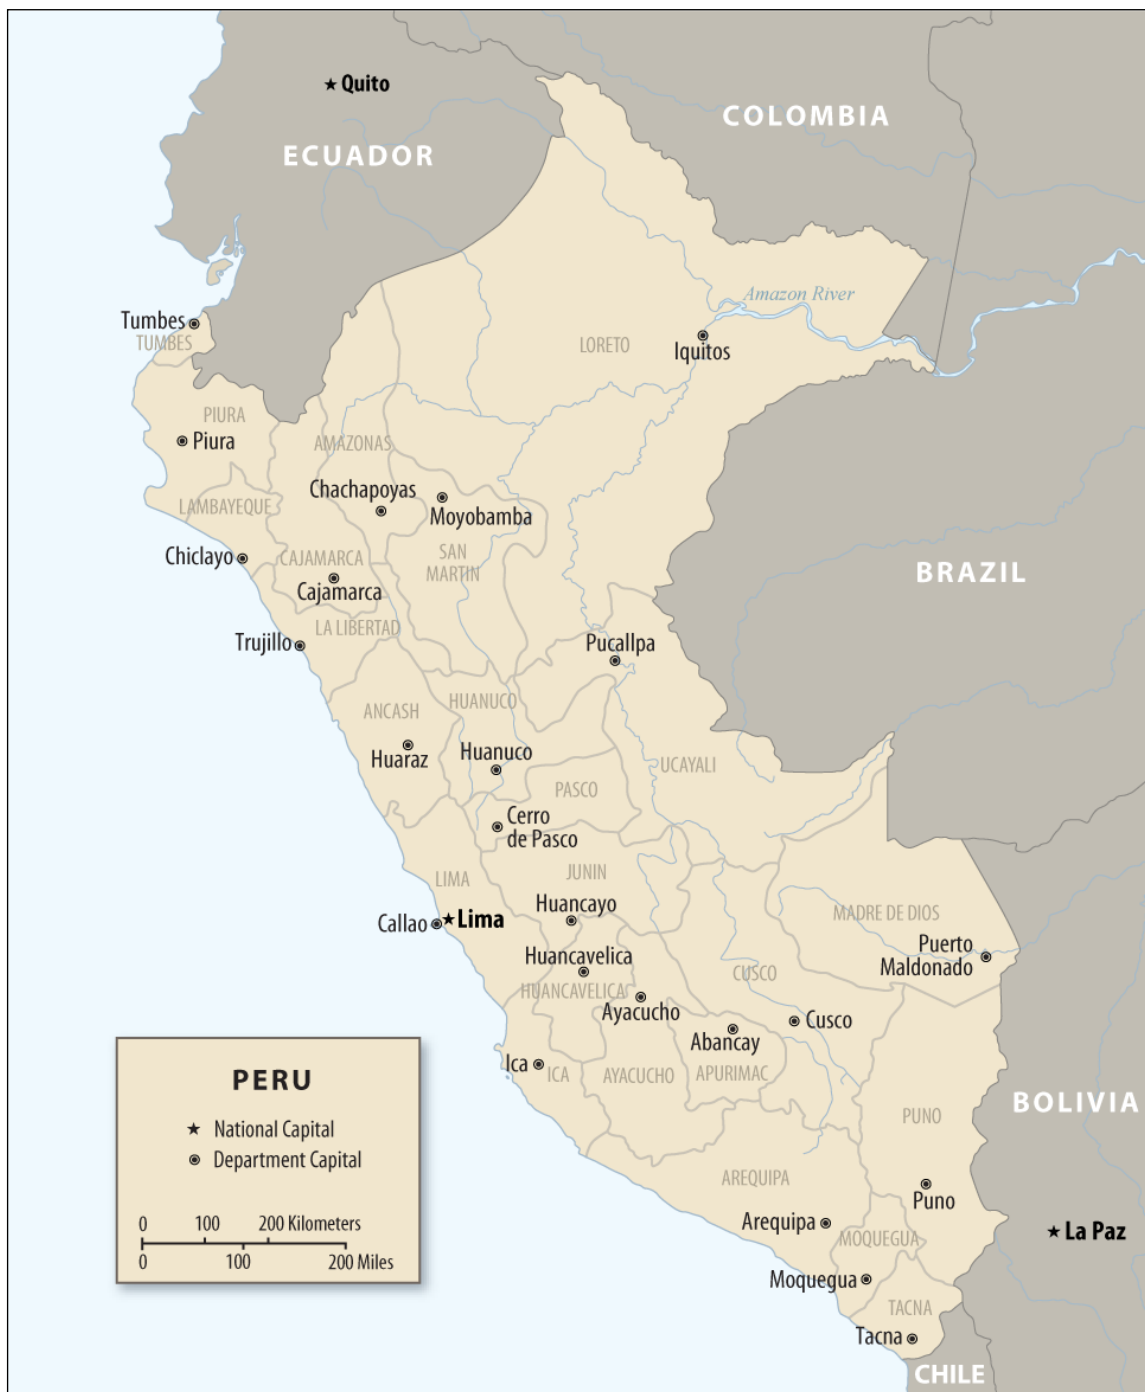 Quito
COLOMBIA
ECUADOR
Amazon River
Tumbes
TUMBES
LORETO
Iquitos
PIURA
Piura
AMAZONAS
Chachapoyas
LAMBAYEQUE
Moyobamba
Chiclayo
CAJAMARCA
SAN
MARTIN
BRAZIL
Cajamarca
LA LIBERTAD
Trujillo
Pucallpa
HUANUCO
ANCASH
Huaraz
Huanuco
UCAYALI
PASCO
Cerro
de Pasco
LIMA
JUNIN
Huancayo
MADRE DE DIOS
Callao
Lima
Puerto
Maldonado
Huancavelica
CUSCO
HUANCAVELICA
Ayacucho
Cusco
Abancay
Ica
ICA
AYACUCHO
APURIMAC
PERU
National Capital
Department Capital
0 100 200 Kilometers
0 100 200 Miles
BOLIVIA
PUNO
AREQUIPA
Puno
Arequipa
MOQUEGUA
La Paz
Moquegua
TACNA
Tacna
CHILE